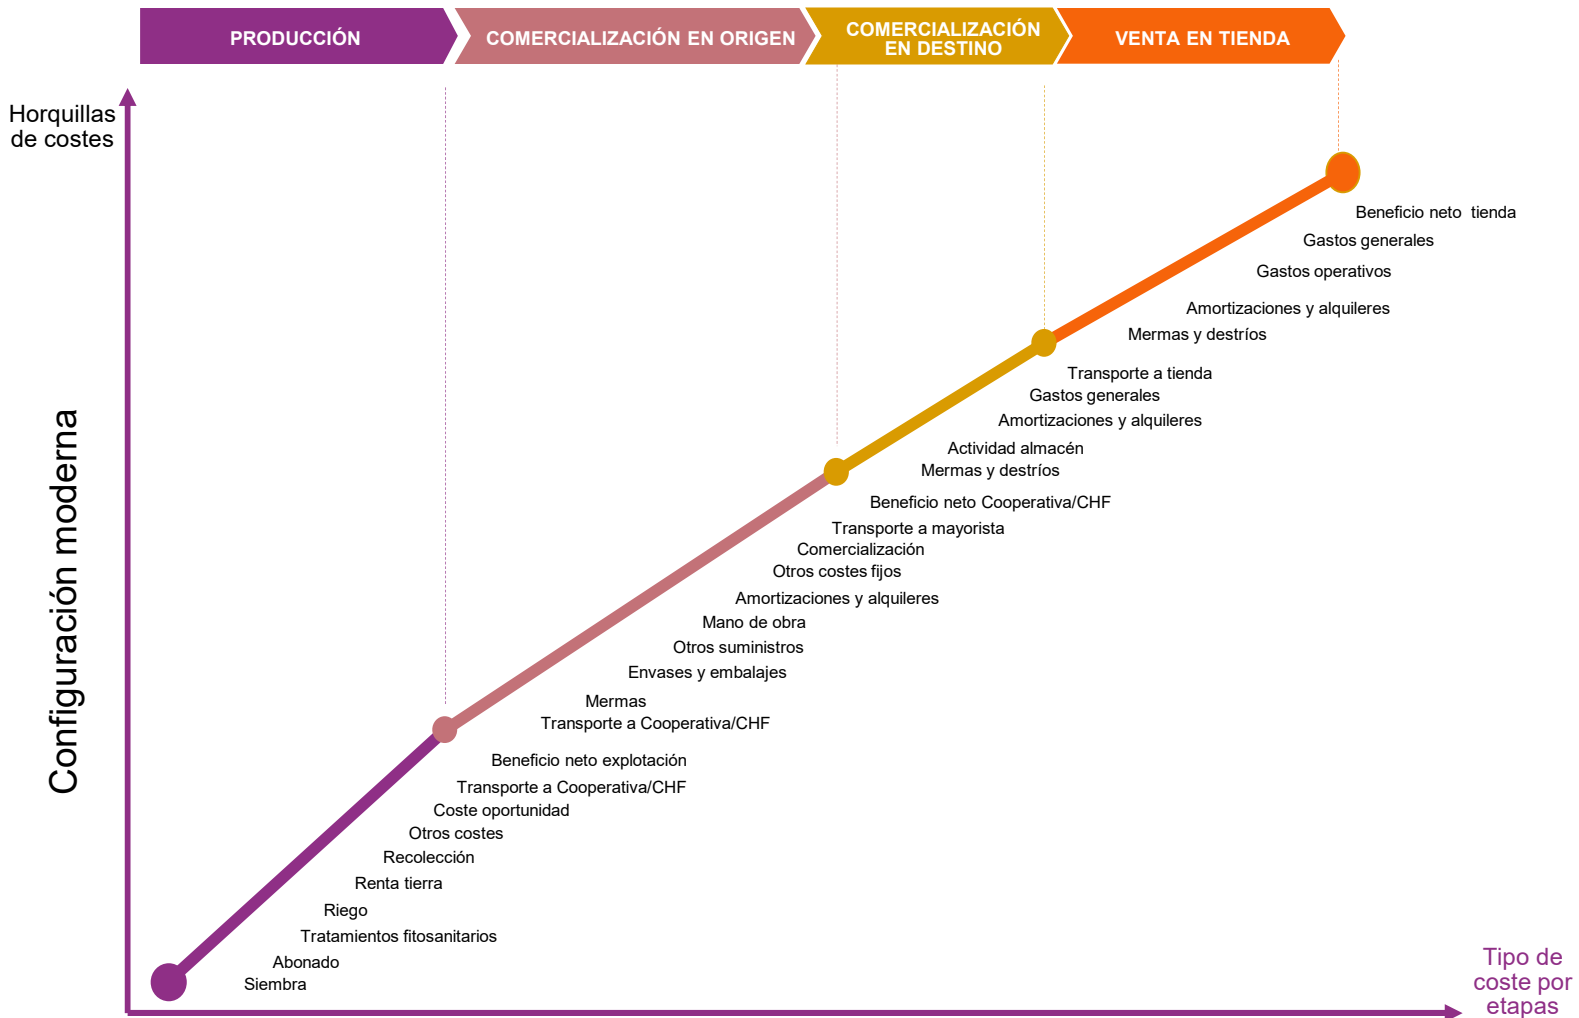 PRODUCCIÓN
COMERCIALIZACIÓN EN ORIGEN
COMERCIALIZACIÓN
EN DESTINO
VENTA EN TIENDA
Horquillas
de costes
Configuración moderna
Beneficio neto tienda
Gastos generales
Gastos operativos
Amortizaciones y alquileres
Mermas y destríos
Transporte a tienda
Gastos generales
Amortizaciones y alquileres
Actividad almacén
Mermas y destríos
Beneficio neto Cooperativa/CHF
Transporte a mayorista
Comercialización
Otros costes fijos
Amortizaciones y alquileres
Mano de obra
Otros suministros
Envases y embalajes
Mermas
Transporte a Cooperativa/CHF
Beneficio neto explotación
Transporte a Cooperativa/CHF
Coste oportunidad
Otros costes
Recolección
Renta tierra
Riego
Tratamientos fitosanitarios
Abonado
Siembra
Tipo de
coste por
etapas